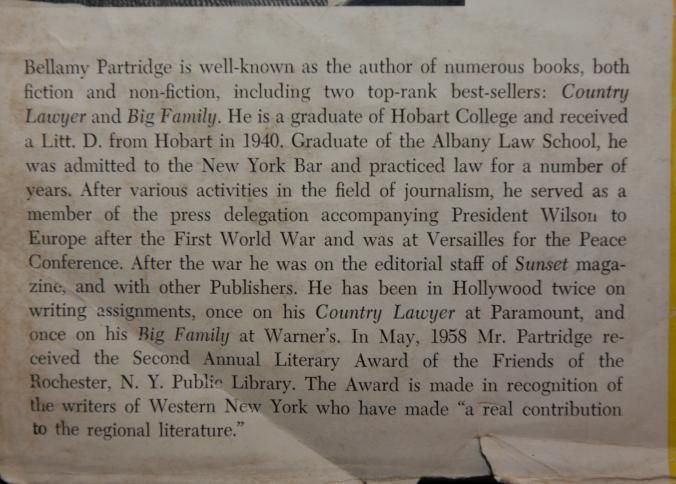 Bellamy Partridge is well-known as the author of numerous books, both
fiction and non-fiction, including two top-rank best-sellers: Country
Lawyer and Big Family. He is a graduate of Hobart College and received
a Litt. D. from Hobart in 1940. Graduate of the Albany Law School, he
was admitted to the New York Bar and practiced law for a number of
years. After various activities in the field of journalism, he served as a
member of the press delegation accompanying President Wilson to
Europe after the First World War and was at Versailles for the Peace
Conference. After the war he was on the editorial staff of Sunset maga-
zine, and with other Publishers. He has been in Hollywood twice on
writing assignments, once on his Country Lawyer at Paramount, and
once on his Big Family at Warner's. In May, 1958 Mr. Partridge re-
ceived the Second Annual Literary Award of the Friends of the
Rochester, N. Y. Public Library. The Award is made in recognition of
the writers of Western New York who have made "a real contribution
to the regional literature."